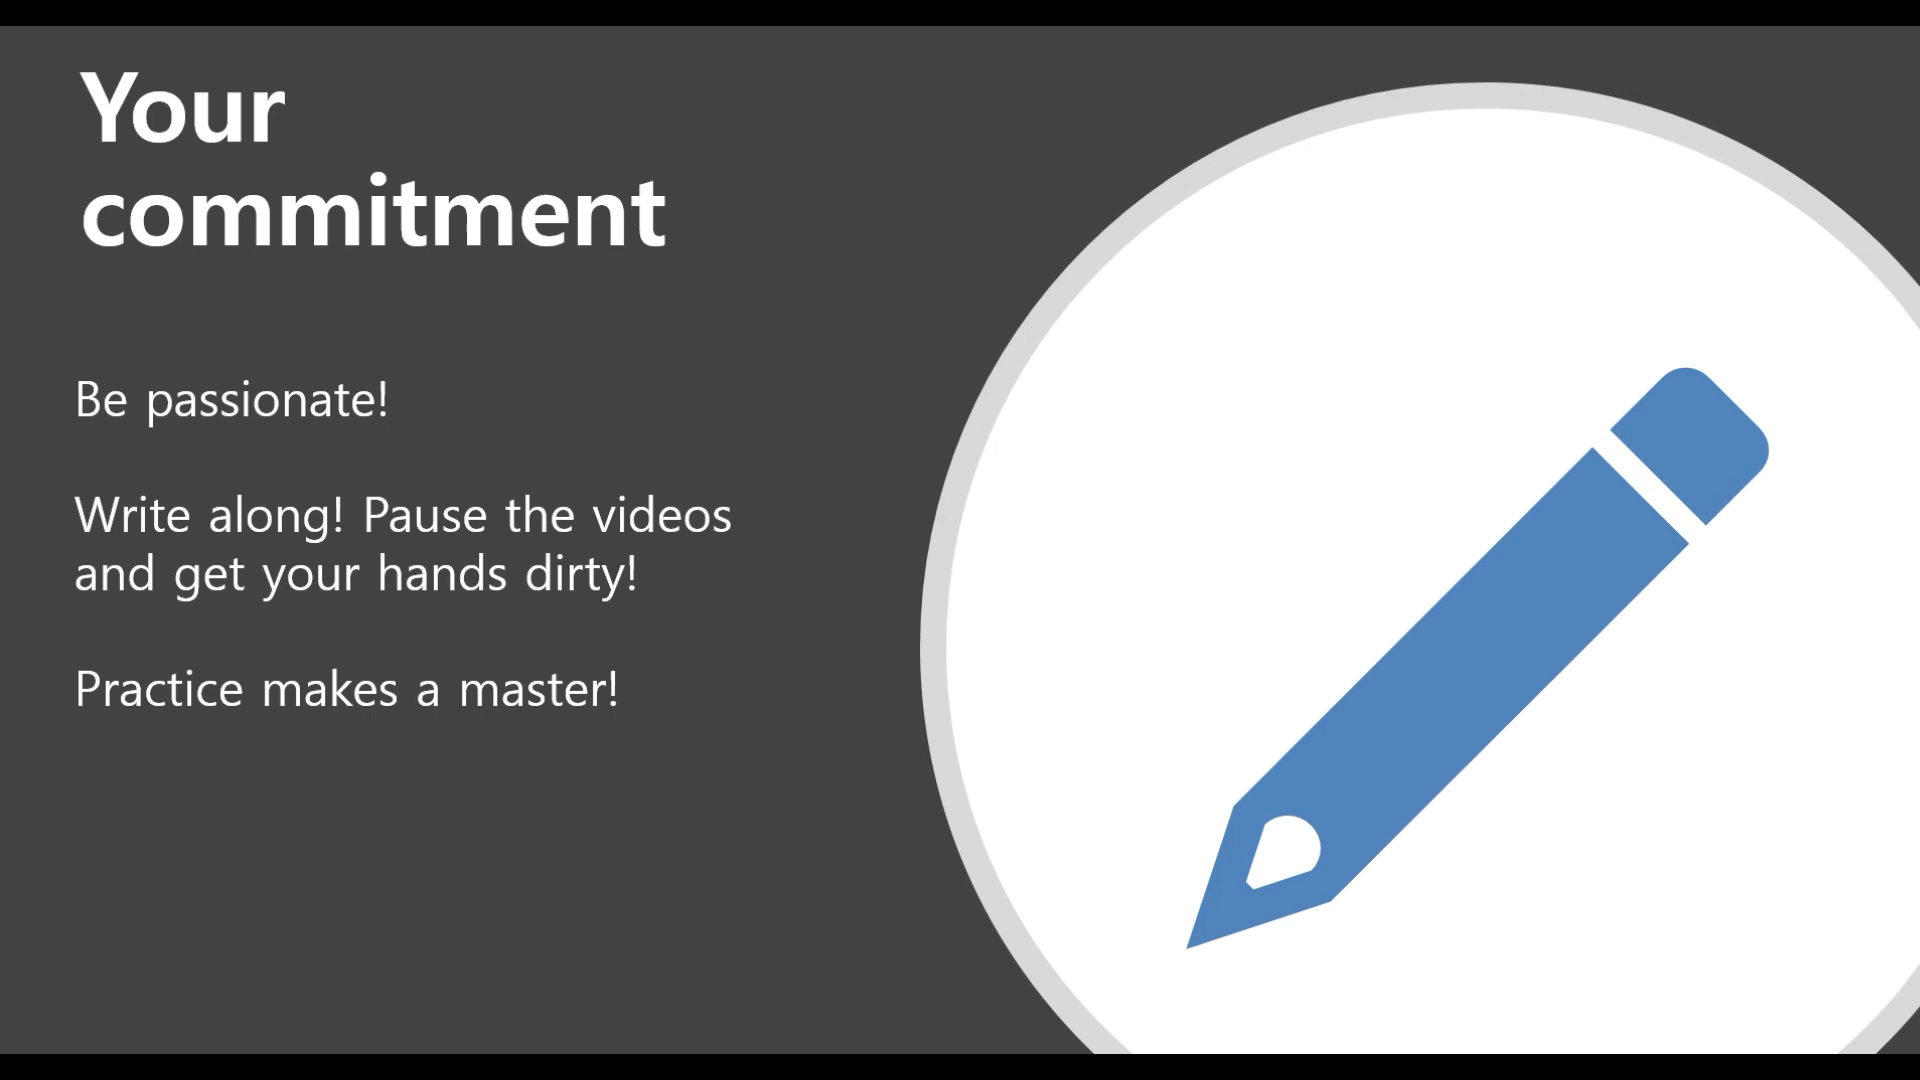 Your
commitment
Be passionate!
Write along! Pause the videos
and get your hands dirty!
Practice makes a master!